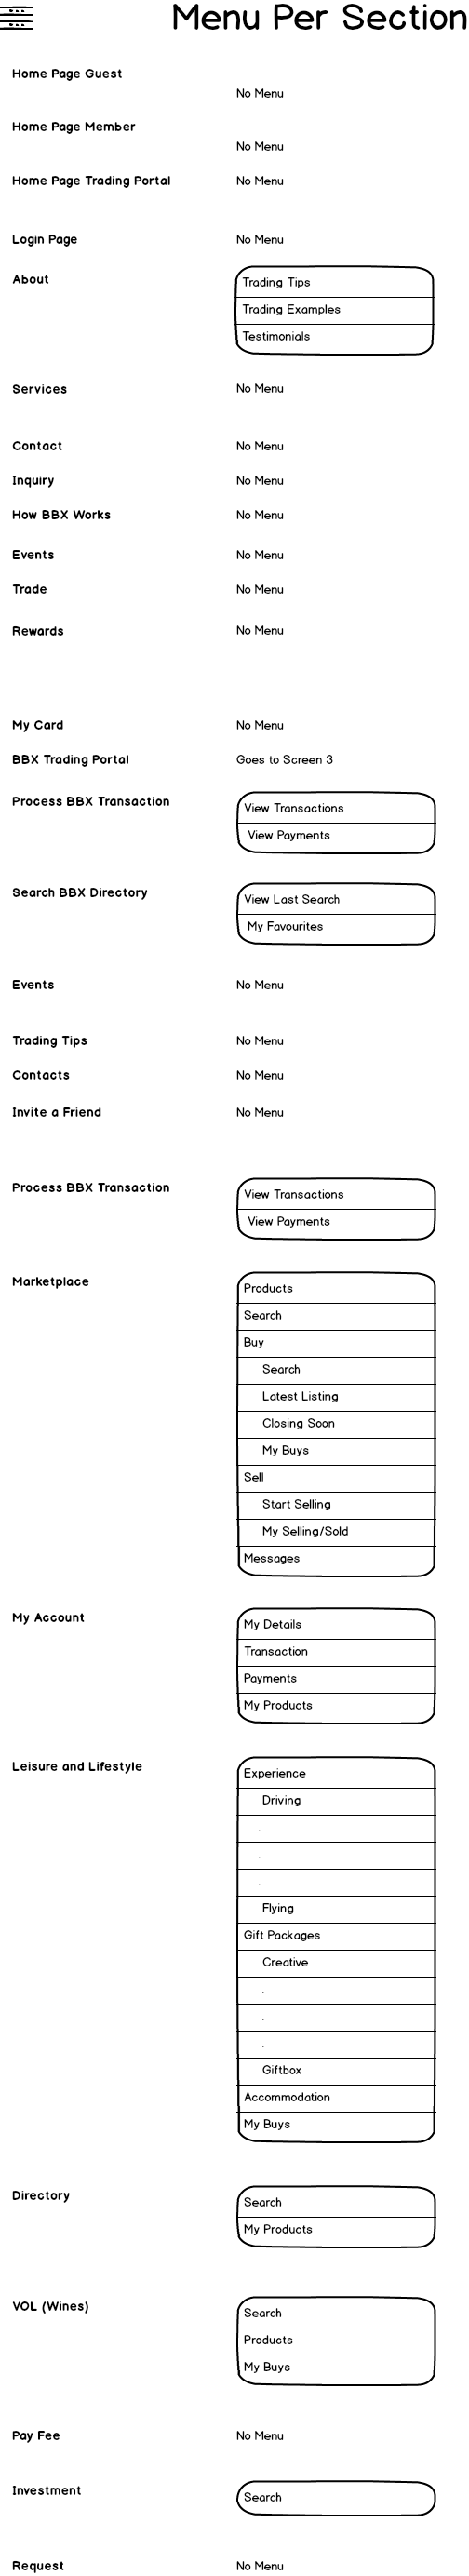 Menu Per Section
Home Page Guest
No Menu
Home Page Member
No Menu
Home Page Trading Portal No Menu
Login Page No Menu
About
Trading Tips
Trading Examples
Testimonials
Services No Menu
Contact No Menu
Inquiry No Menu
How BBX Works No Menu
Events No Menu
Trade No Menu
Rewards No Menu
My Card No Menu
BBX Trading Portal Goes to Screen 3
Process BBX Transaction
View Transactions
View Payments
Search BBX Directory
View Last Search
My Favourites
Events No Menu
Trading Tips No Menu
Contacts No Menu
Invite a Friend No Menu
Process BBX Transaction
View Transactions
View Payments
Marketplace
Products
Search
Buy
Search
Latest Listing
Closing Soon
My Buys
Sell
Start Selling
My Selling/Sold
Messages
My Account
My Details
Transaction
Payments
My Products
Leisure and Lifestyle
Experience
Driving
.
.
.
Flying
Gift Packages
Creative
.
.
.
Giftbox
Accommodation
My Buys
Directory
Search
My Products
VOL (Wines)
Search
Products
My Buys
Pay Fee No Menu
Investment
Search
Request No Menu